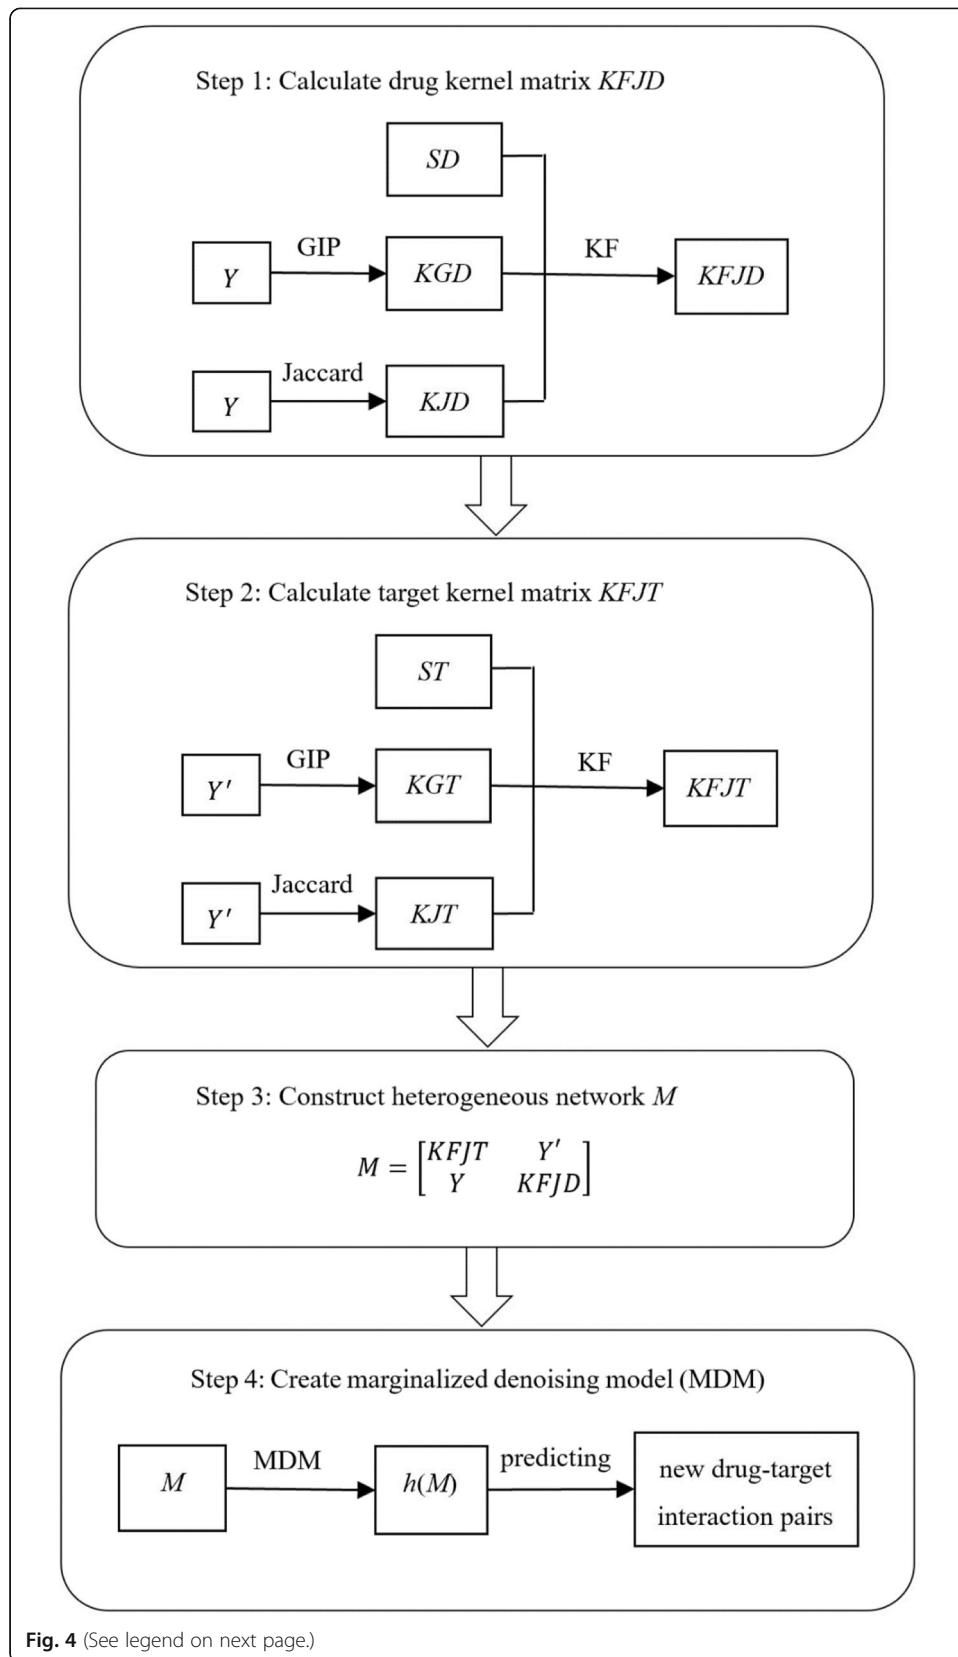 Step 1: Calculate drug kernel matrix KFJD
SD
Y GIP KGD KF KFJD
Y Jaccard KJD
Step 2: Calculate target kernel matrix KFJT
ST
Y′ GIP KGT KF KFJT
Y′ Jaccard KJT
Step 3: Construct heterogeneous network M
M = [KFJT Y′
Y KFJD]
Step 4: Create marginalized denoising model (MDM)
M MDM h(M) predicting new drug-target
interaction pairs
Fig. 4 (See legend on next page.)